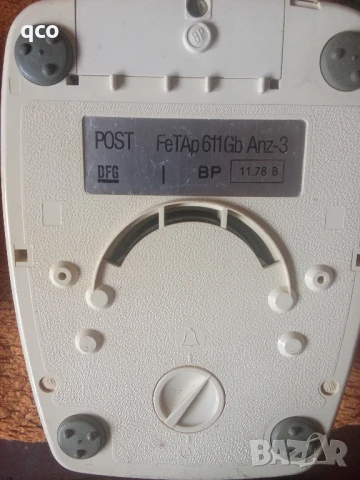 qco
POST FeTAp 611Gb Anz-3
DFG | BP 11.78 B
BAZAR